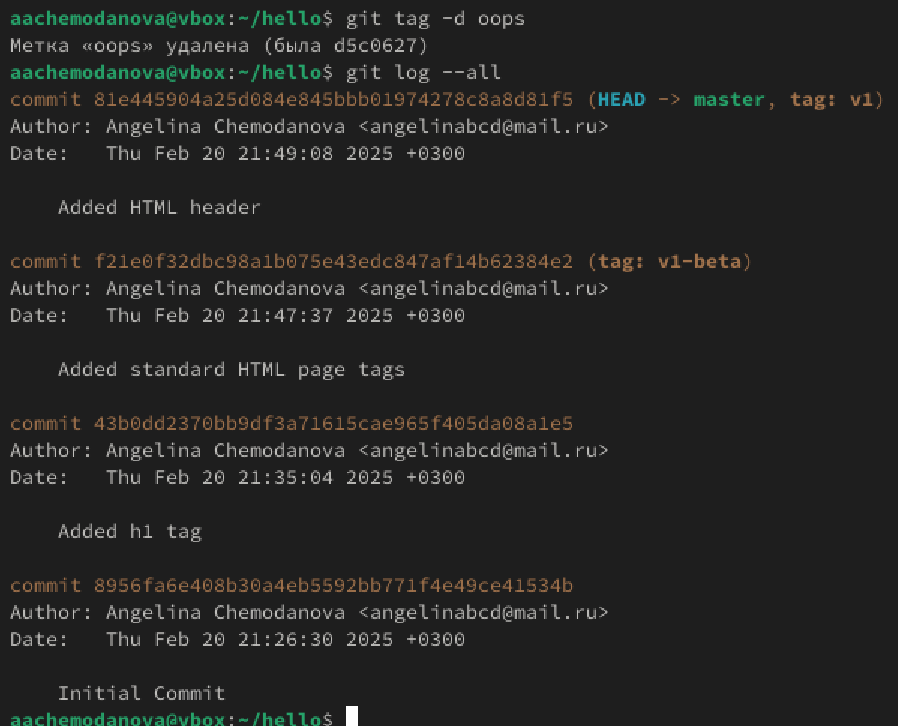 aachemodanova@vbox:~/hello$ git tag -d oops
Метка «oops» удалена (была d5c0627)
aachemodanova@vbox:~/hello$ git log --all
commit 81e445904a25d084e845bbb01974278c8a8d81f5 (HEAD -> master, tag: v1)
Author: Angelina Chemodanova <angelinabcd@mail.ru>
Date:   Thu Feb 20 21:49:08 2025 +0300
    Added HTML header
commit f21e0f32dbc98a1b075e43edc847af14b62384e2 (tag: v1-beta)
Author: Angelina Chemodanova <angelinabcd@mail.ru>
Date:   Thu Feb 20 21:47:37 2025 +0300
    Added standard HTML page tags
commit 43b0dd2370bb9df3a71615cae965f405da08a1e5
Author: Angelina Chemodanova <angelinabcd@mail.ru>
Date:   Thu Feb 20 21:35:04 2025 +0300
    Added h1 tag
commit 8956fa6e408b30a4eb5592bb771f4e49ce41534b
Author: Angelina Chemodanova <angelinabcd@mail.ru>
Date:   Thu Feb 20 21:26:30 2025 +0300
    Initial Commit
aachemodanova@vbox:~/hello$